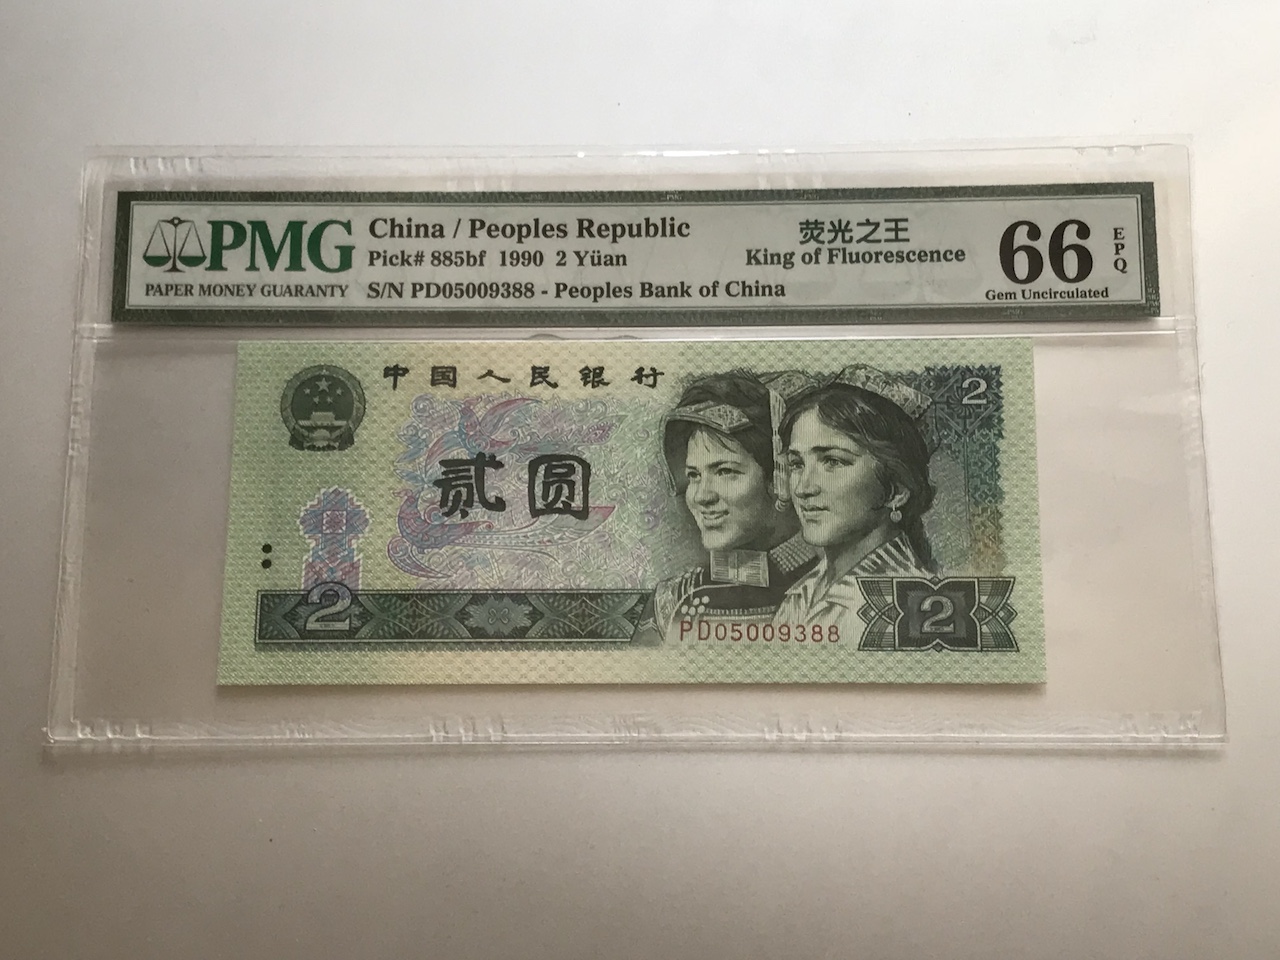 PMG
PAPER MONEY GUARANTY
China / Peoples Republic
Pick# 885bf 1990 2 Yüan
S/N PD05009388 - Peoples Bank of China
荧光之王
King of Fluorescence
66
EPQ
Gem Uncirculated
中国人民银行
2
贰圆
2
PD05009388
2